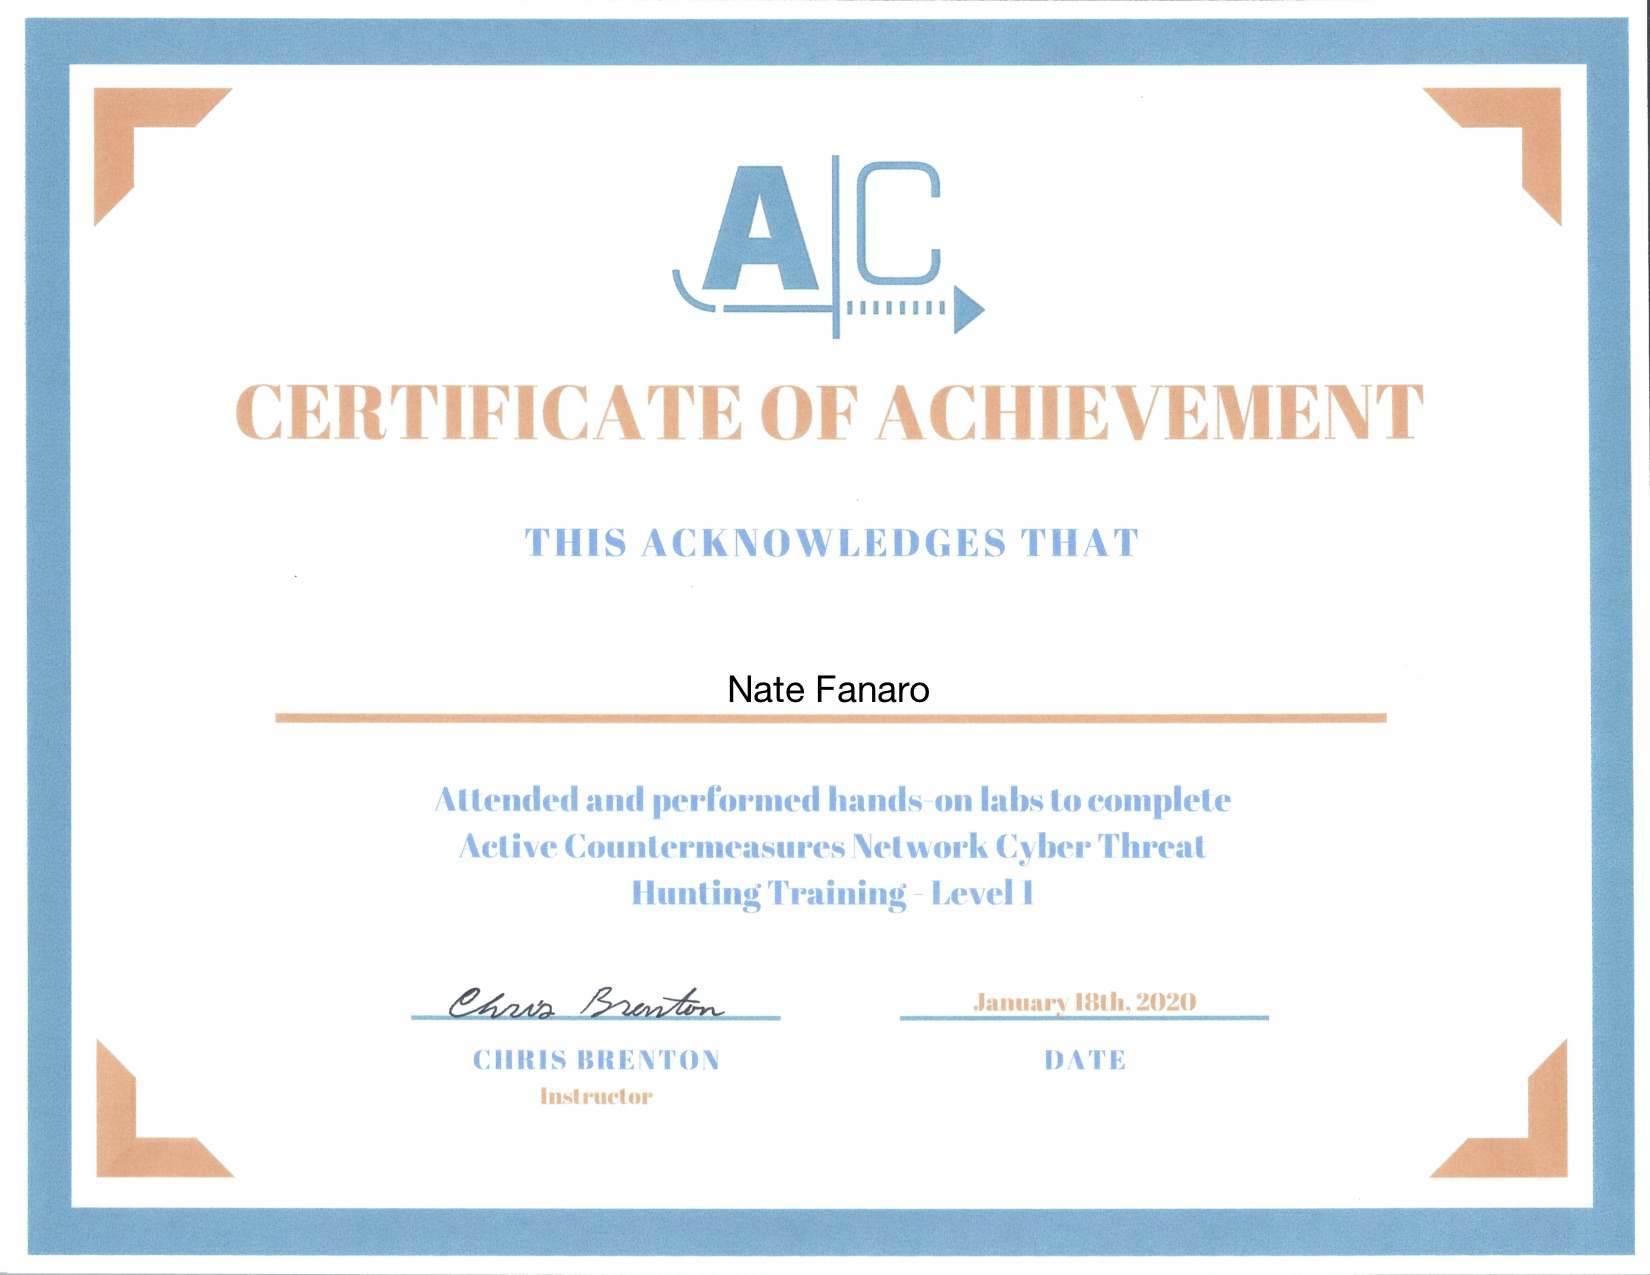 A|C
CERTIFICATE OF ACHIEVEMENT
THIS ACKNOWLEDGES THAT
Nate Fanaro
Attended and performed hands-on labs to complete
Active Countermeasures Network Cyber Threat
Hunting Training - Level 1
Chris Brenton
January 18th, 2020
CHRIS BRENTON
DATE
Instructor